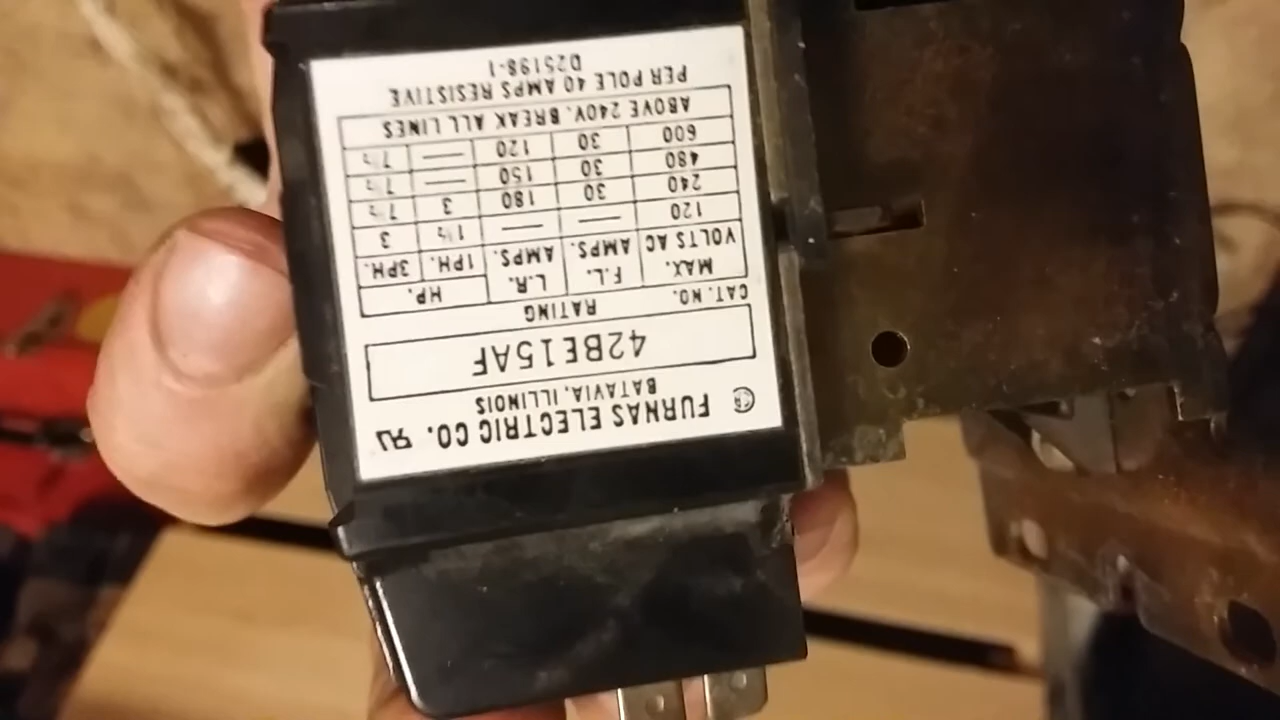 FURNAS ELECTRIC CO.
BATAVIA, ILLINOIS
42BE15AF
CAT. NO. RATING
MAX. F.L. L.R. HP.
VOLTS AC AMPS. AMPS. 1PH. 3PH.
120 — — 1½ 3
240 30 180 3 7½
480 30 150 — 7½
600 30 120 — 7½
ABOVE 240V. BREAK ALL LINES
PER POLE 40 AMPS RESISTIVE
D25198-1